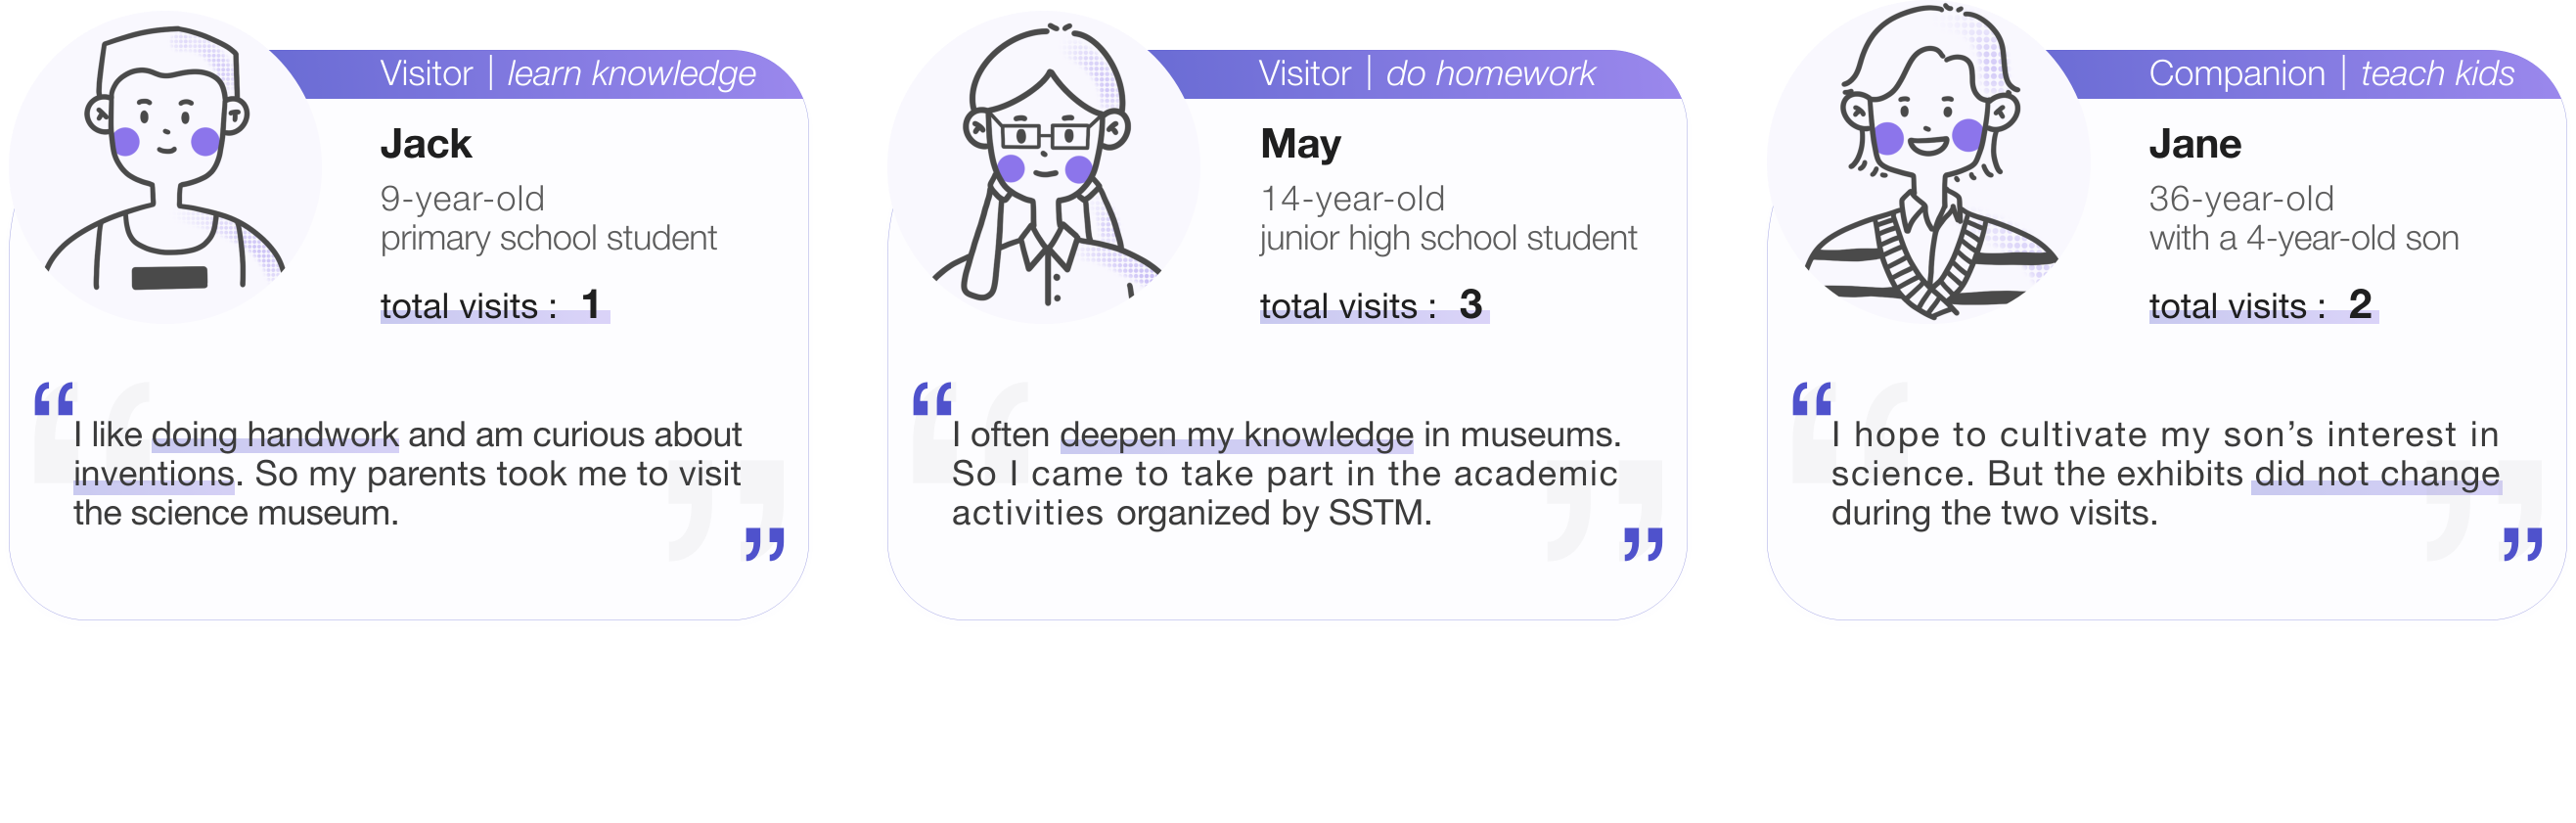 Visitor | learn knowledge
Jack
9-year-old
primary school student
total visits : 1
“
I like doing handwork and am curious about
inventions. So my parents took me to visit
the science museum.
”
Visitor | do homework
May
14-year-old
junior high school student
total visits : 3
“
I often deepen my knowledge in museums.
So I came to take part in the academic
activities organized by SSTM.
”
Companion | teach kids
Jane
36-year-old
with a 4-year-old son
total visits : 2
“
I hope to cultivate my son’s interest in
science. But the exhibits did not change
during the two visits.
”